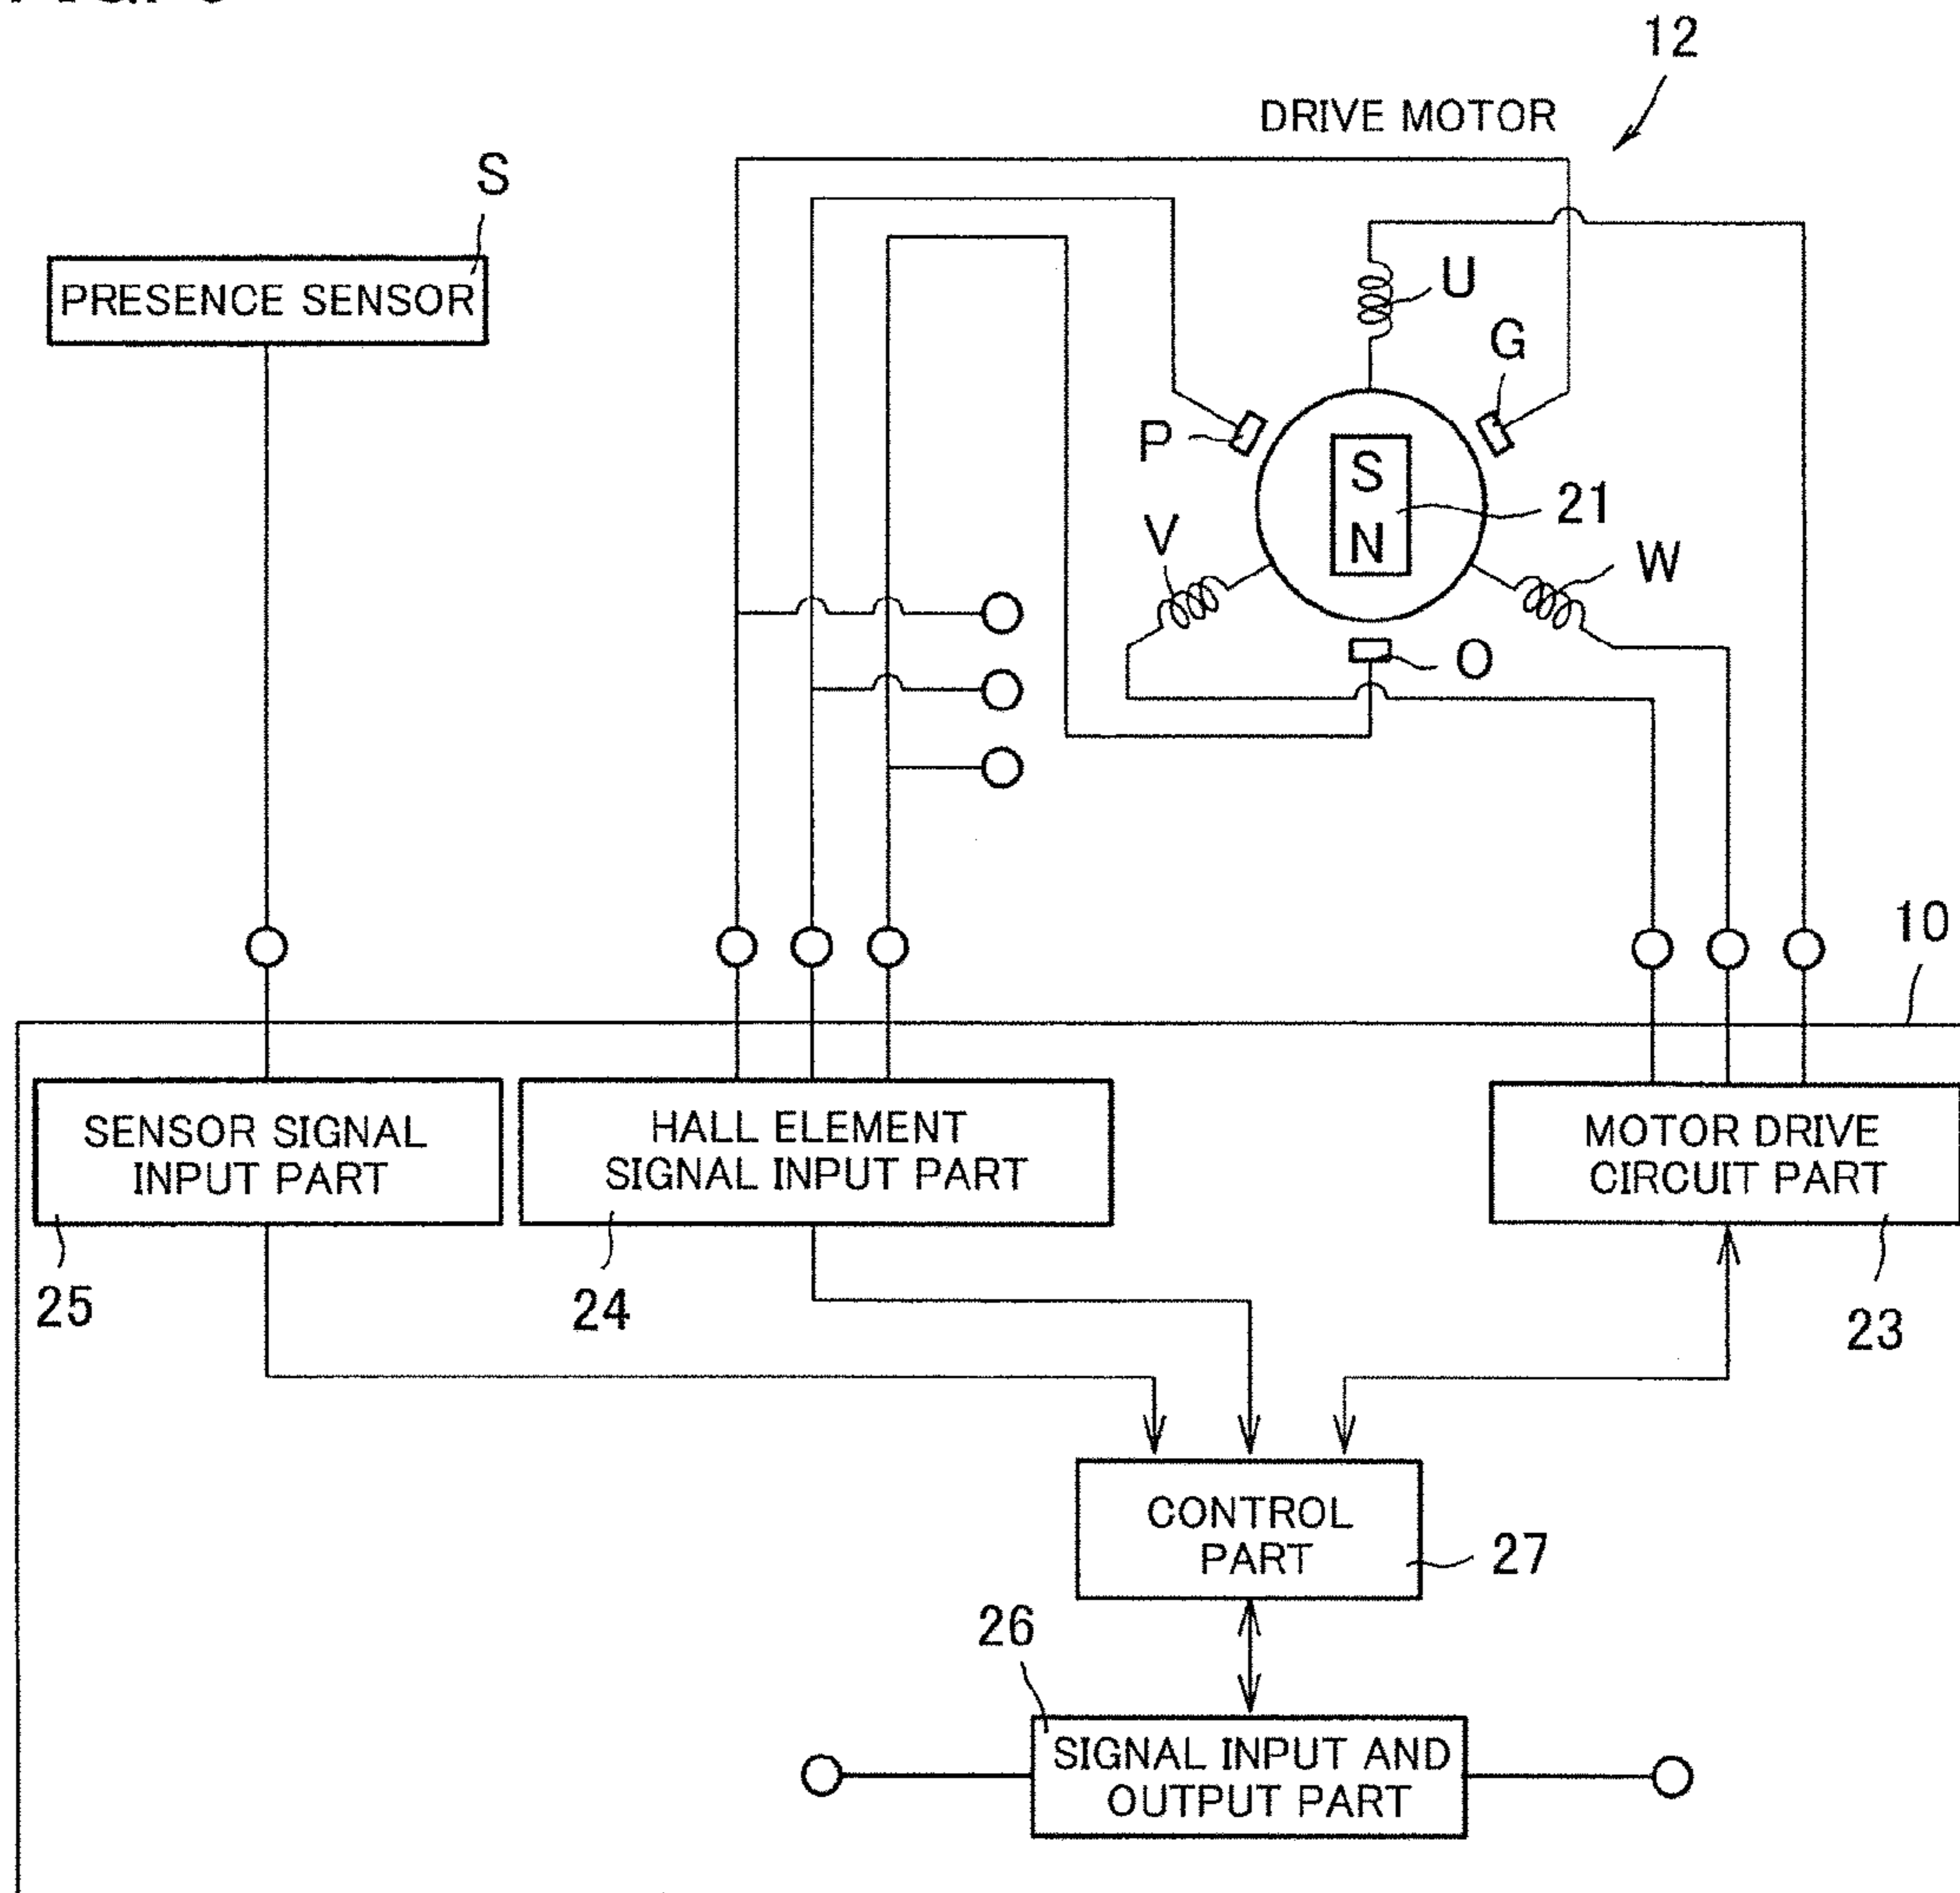 12
DRIVE MOTOR
S
PRESENCE SENSOR
U
G
P
S
N
21
V
W
O
10
SENSOR SIGNAL
INPUT PART
HALL ELEMENT
SIGNAL INPUT PART
MOTOR DRIVE
CIRCUIT PART
25
24
23
CONTROL
PART
27
26
SIGNAL INPUT AND
OUTPUT PART